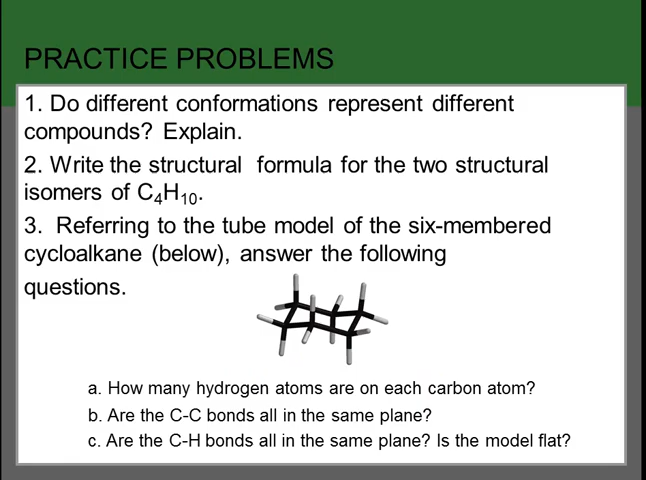 PRACTICE PROBLEMS
1. Do different conformations represent different
compounds? Explain.
2. Write the structural formula for the two structural
isomers of C₄H₁₀.
3. Referring to the tube model of the six-membered
cycloalkane (below), answer the following
questions.
a. How many hydrogen atoms are on each carbon atom?
b. Are the C-C bonds all in the same plane?
c. Are the C-H bonds all in the same plane? Is the model flat?